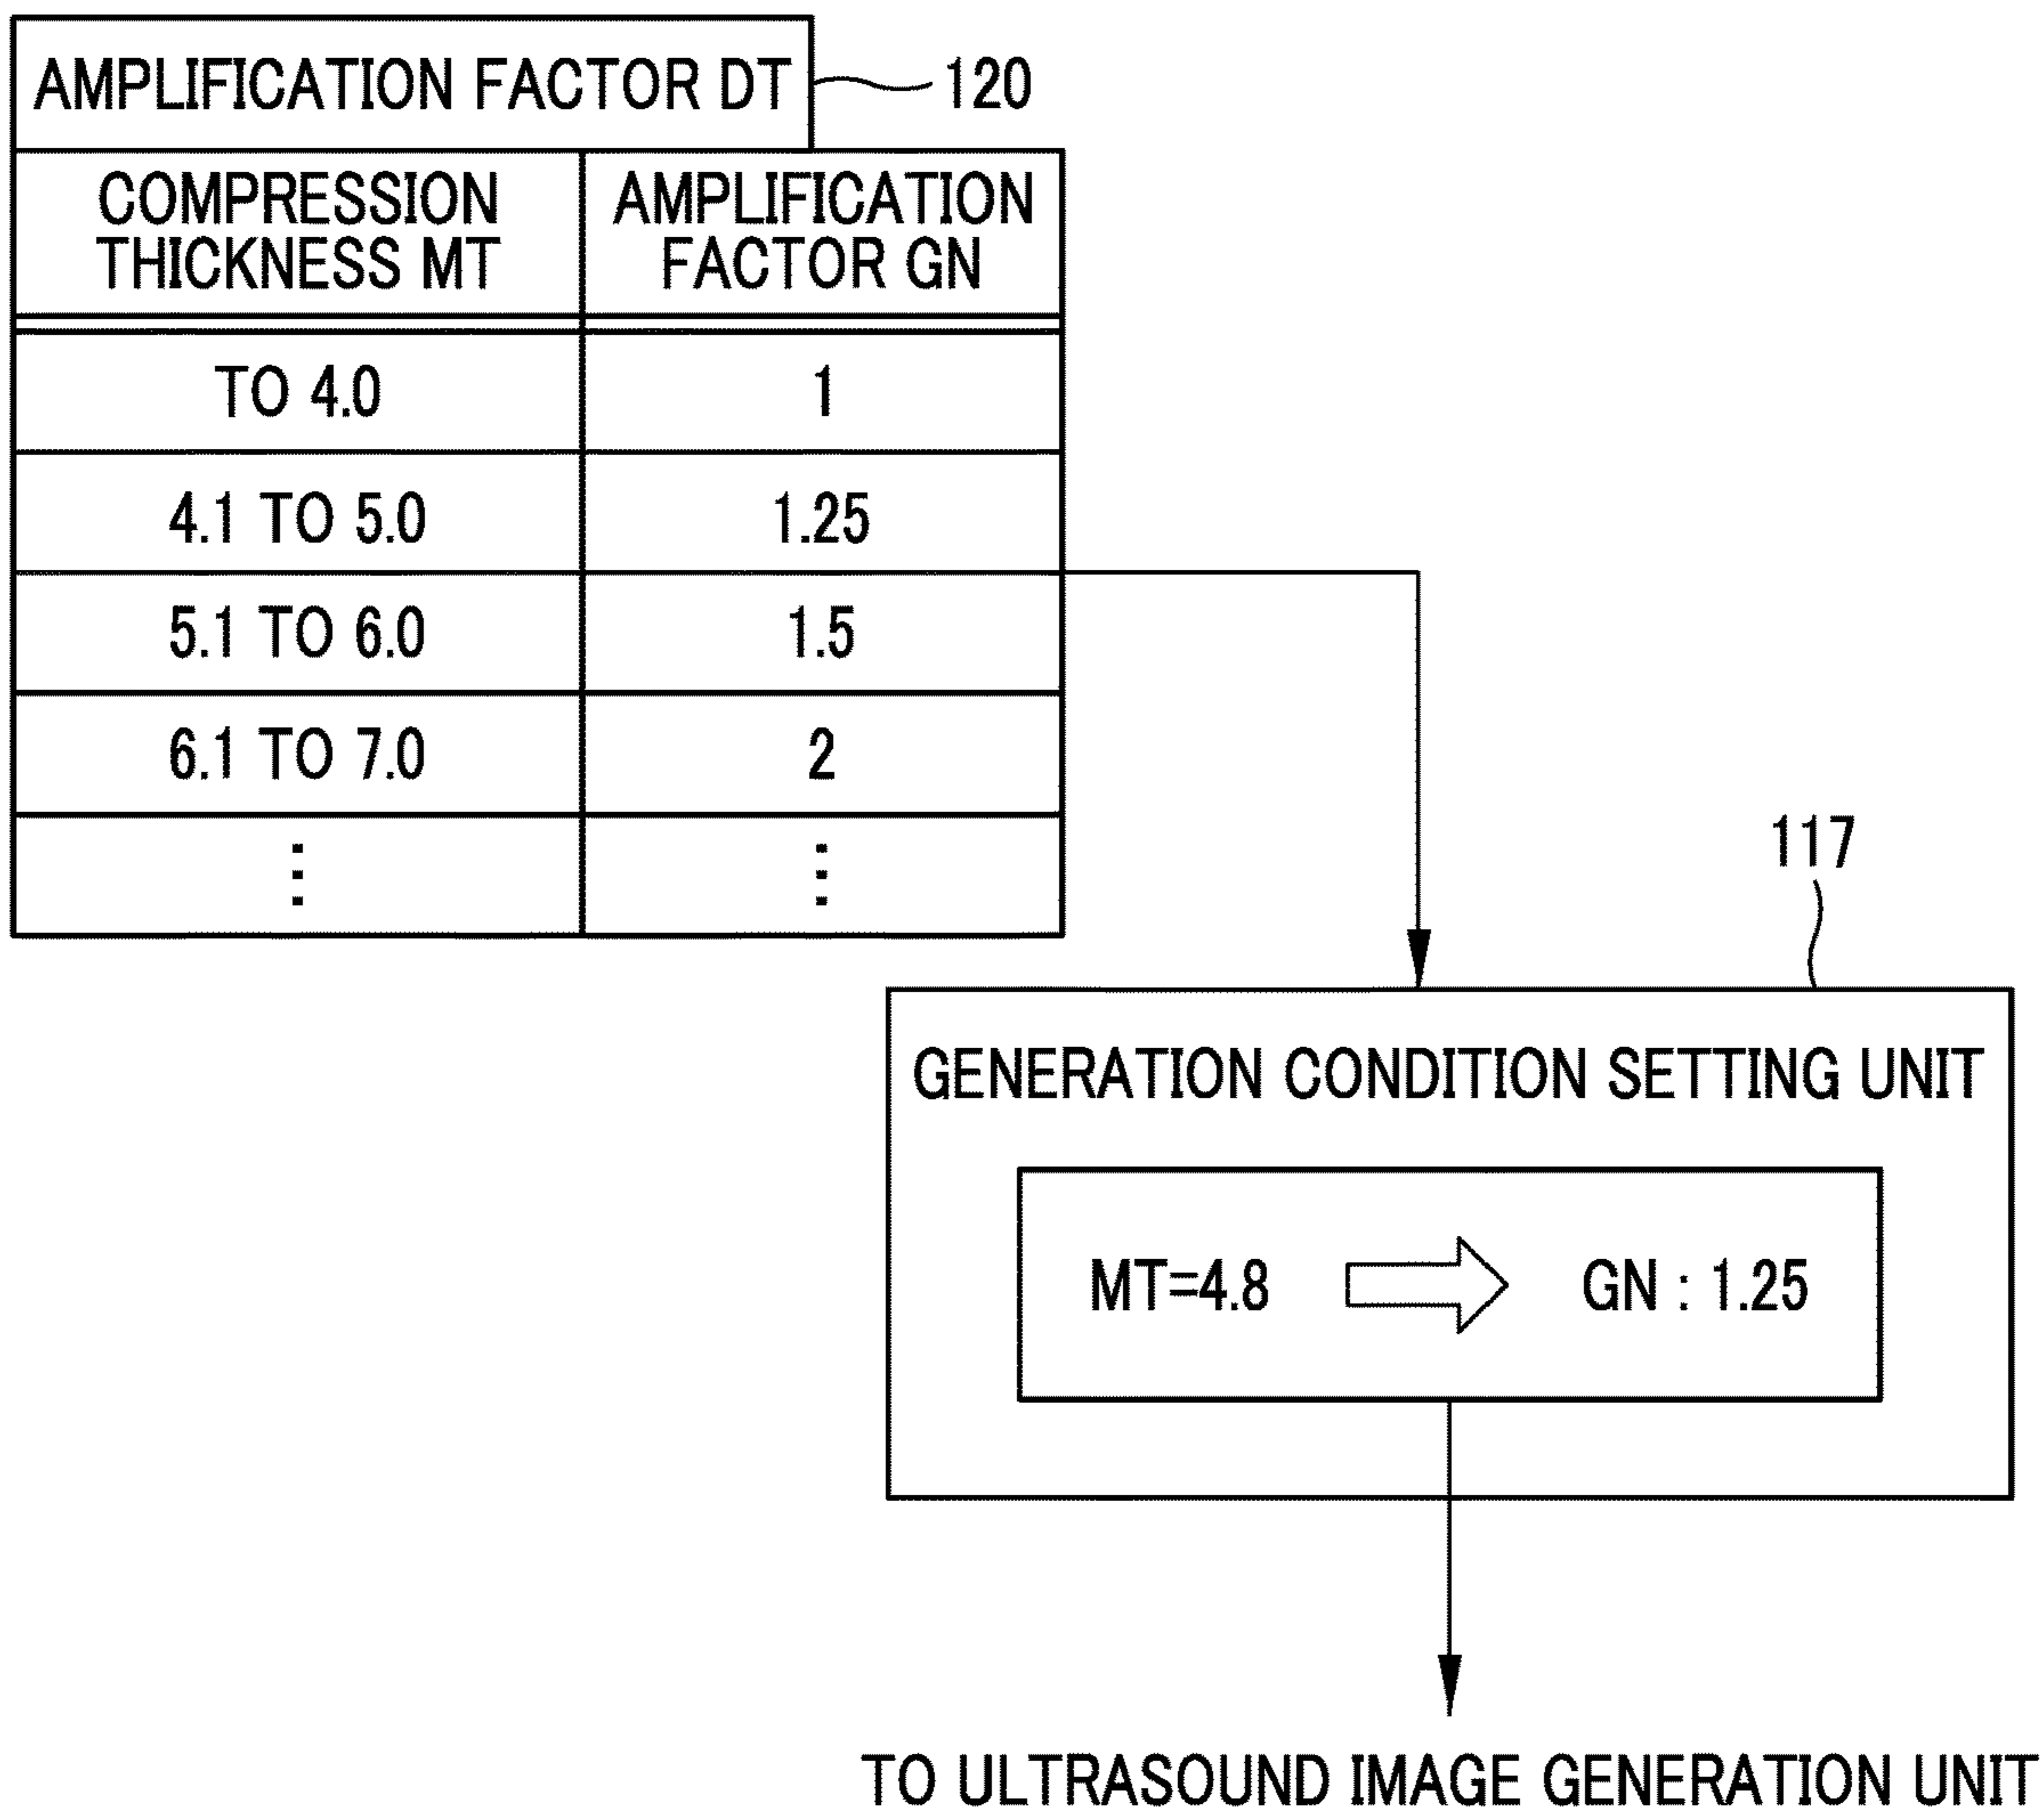 AMPLIFICATION FACTOR DT
120
COMPRESSION
THICKNESS MT
AMPLIFICATION
FACTOR GN
TO 4.0
1
4.1 TO 5.0
1.25
5.1 TO 6.0
1.5
6.1 TO 7.0
2
⋮
⋮
117
GENERATION CONDITION SETTING UNIT
MT=4.8
GN : 1.25
TO ULTRASOUND IMAGE GENERATION UNIT